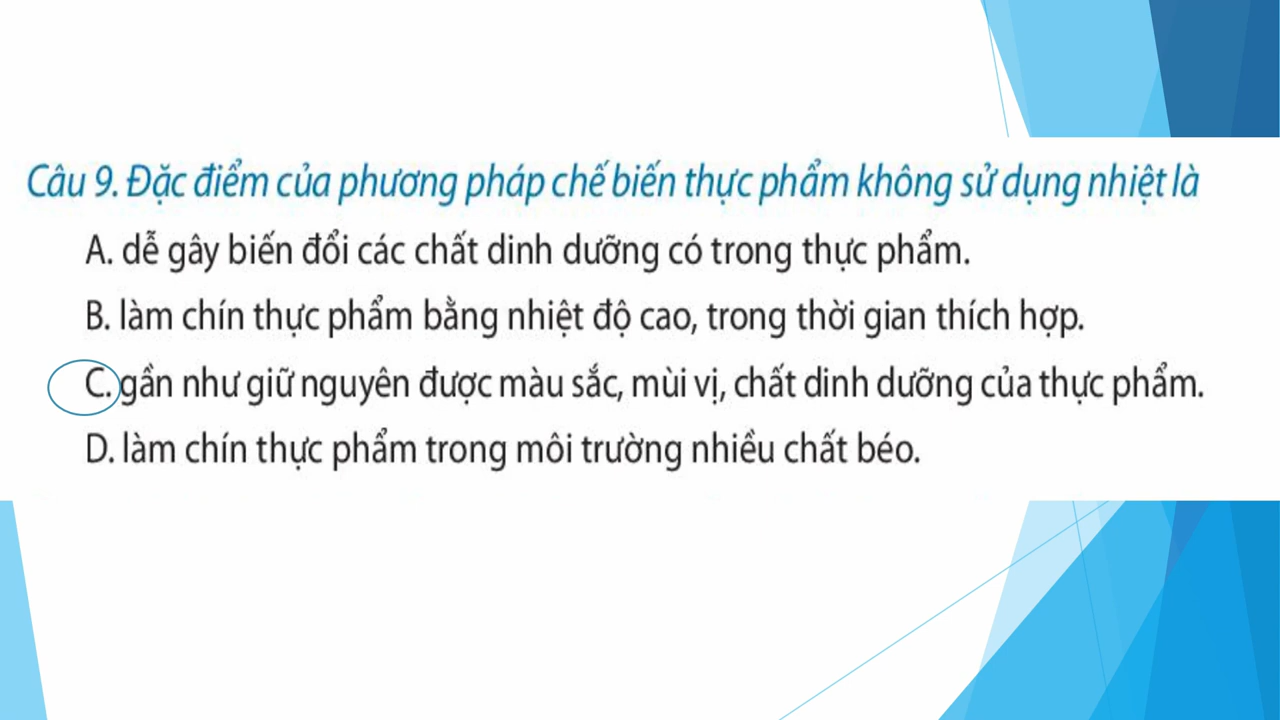 Câu 9. Đặc điểm của phương pháp chế biến thực phẩm không sử dụng nhiệt là
A. dễ gây biến đổi các chất dinh dưỡng có trong thực phẩm.
B. làm chín thực phẩm bằng nhiệt độ cao, trong thời gian thích hợp.
C. gần như giữ nguyên được màu sắc, mùi vị, chất dinh dưỡng của thực phẩm.
D. làm chín thực phẩm trong môi trường nhiều chất béo.